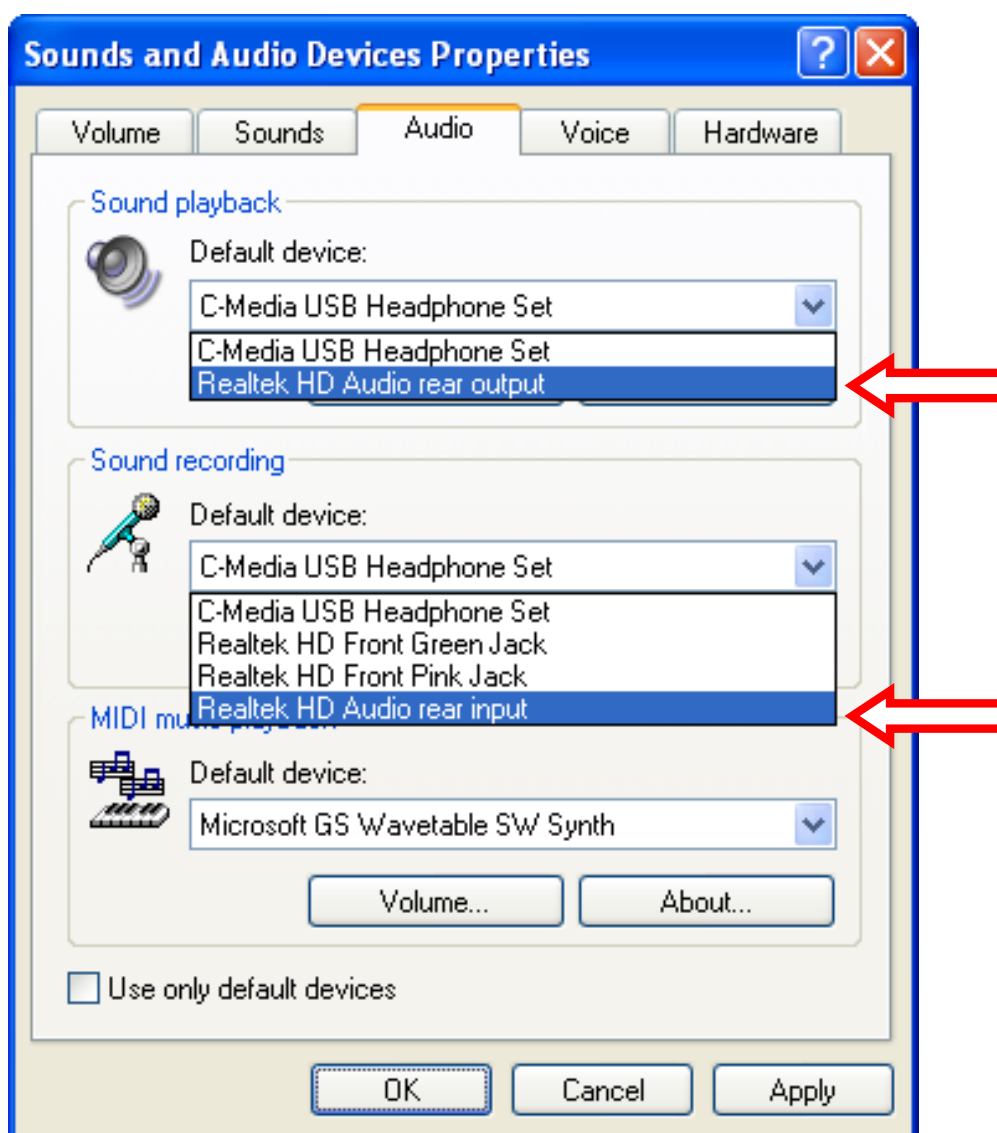 Sounds and Audio Devices Properties
Volume Sounds Audio Voice Hardware
Sound playback
Default device:
C-Media USB Headphone Set
C-Media USB Headphone Set
Realtek HD Audio rear output
Sound recording
Default device:
C-Media USB Headphone Set
C-Media USB Headphone Set
Realtek HD Front Green Jack
Realtek HD Front Pink Jack
Realtek HD Audio rear input
MIDI
Default device:
Microsoft GS Wavetable SW Synth
Volume... About...
Use only default devices
OK Cancel Apply